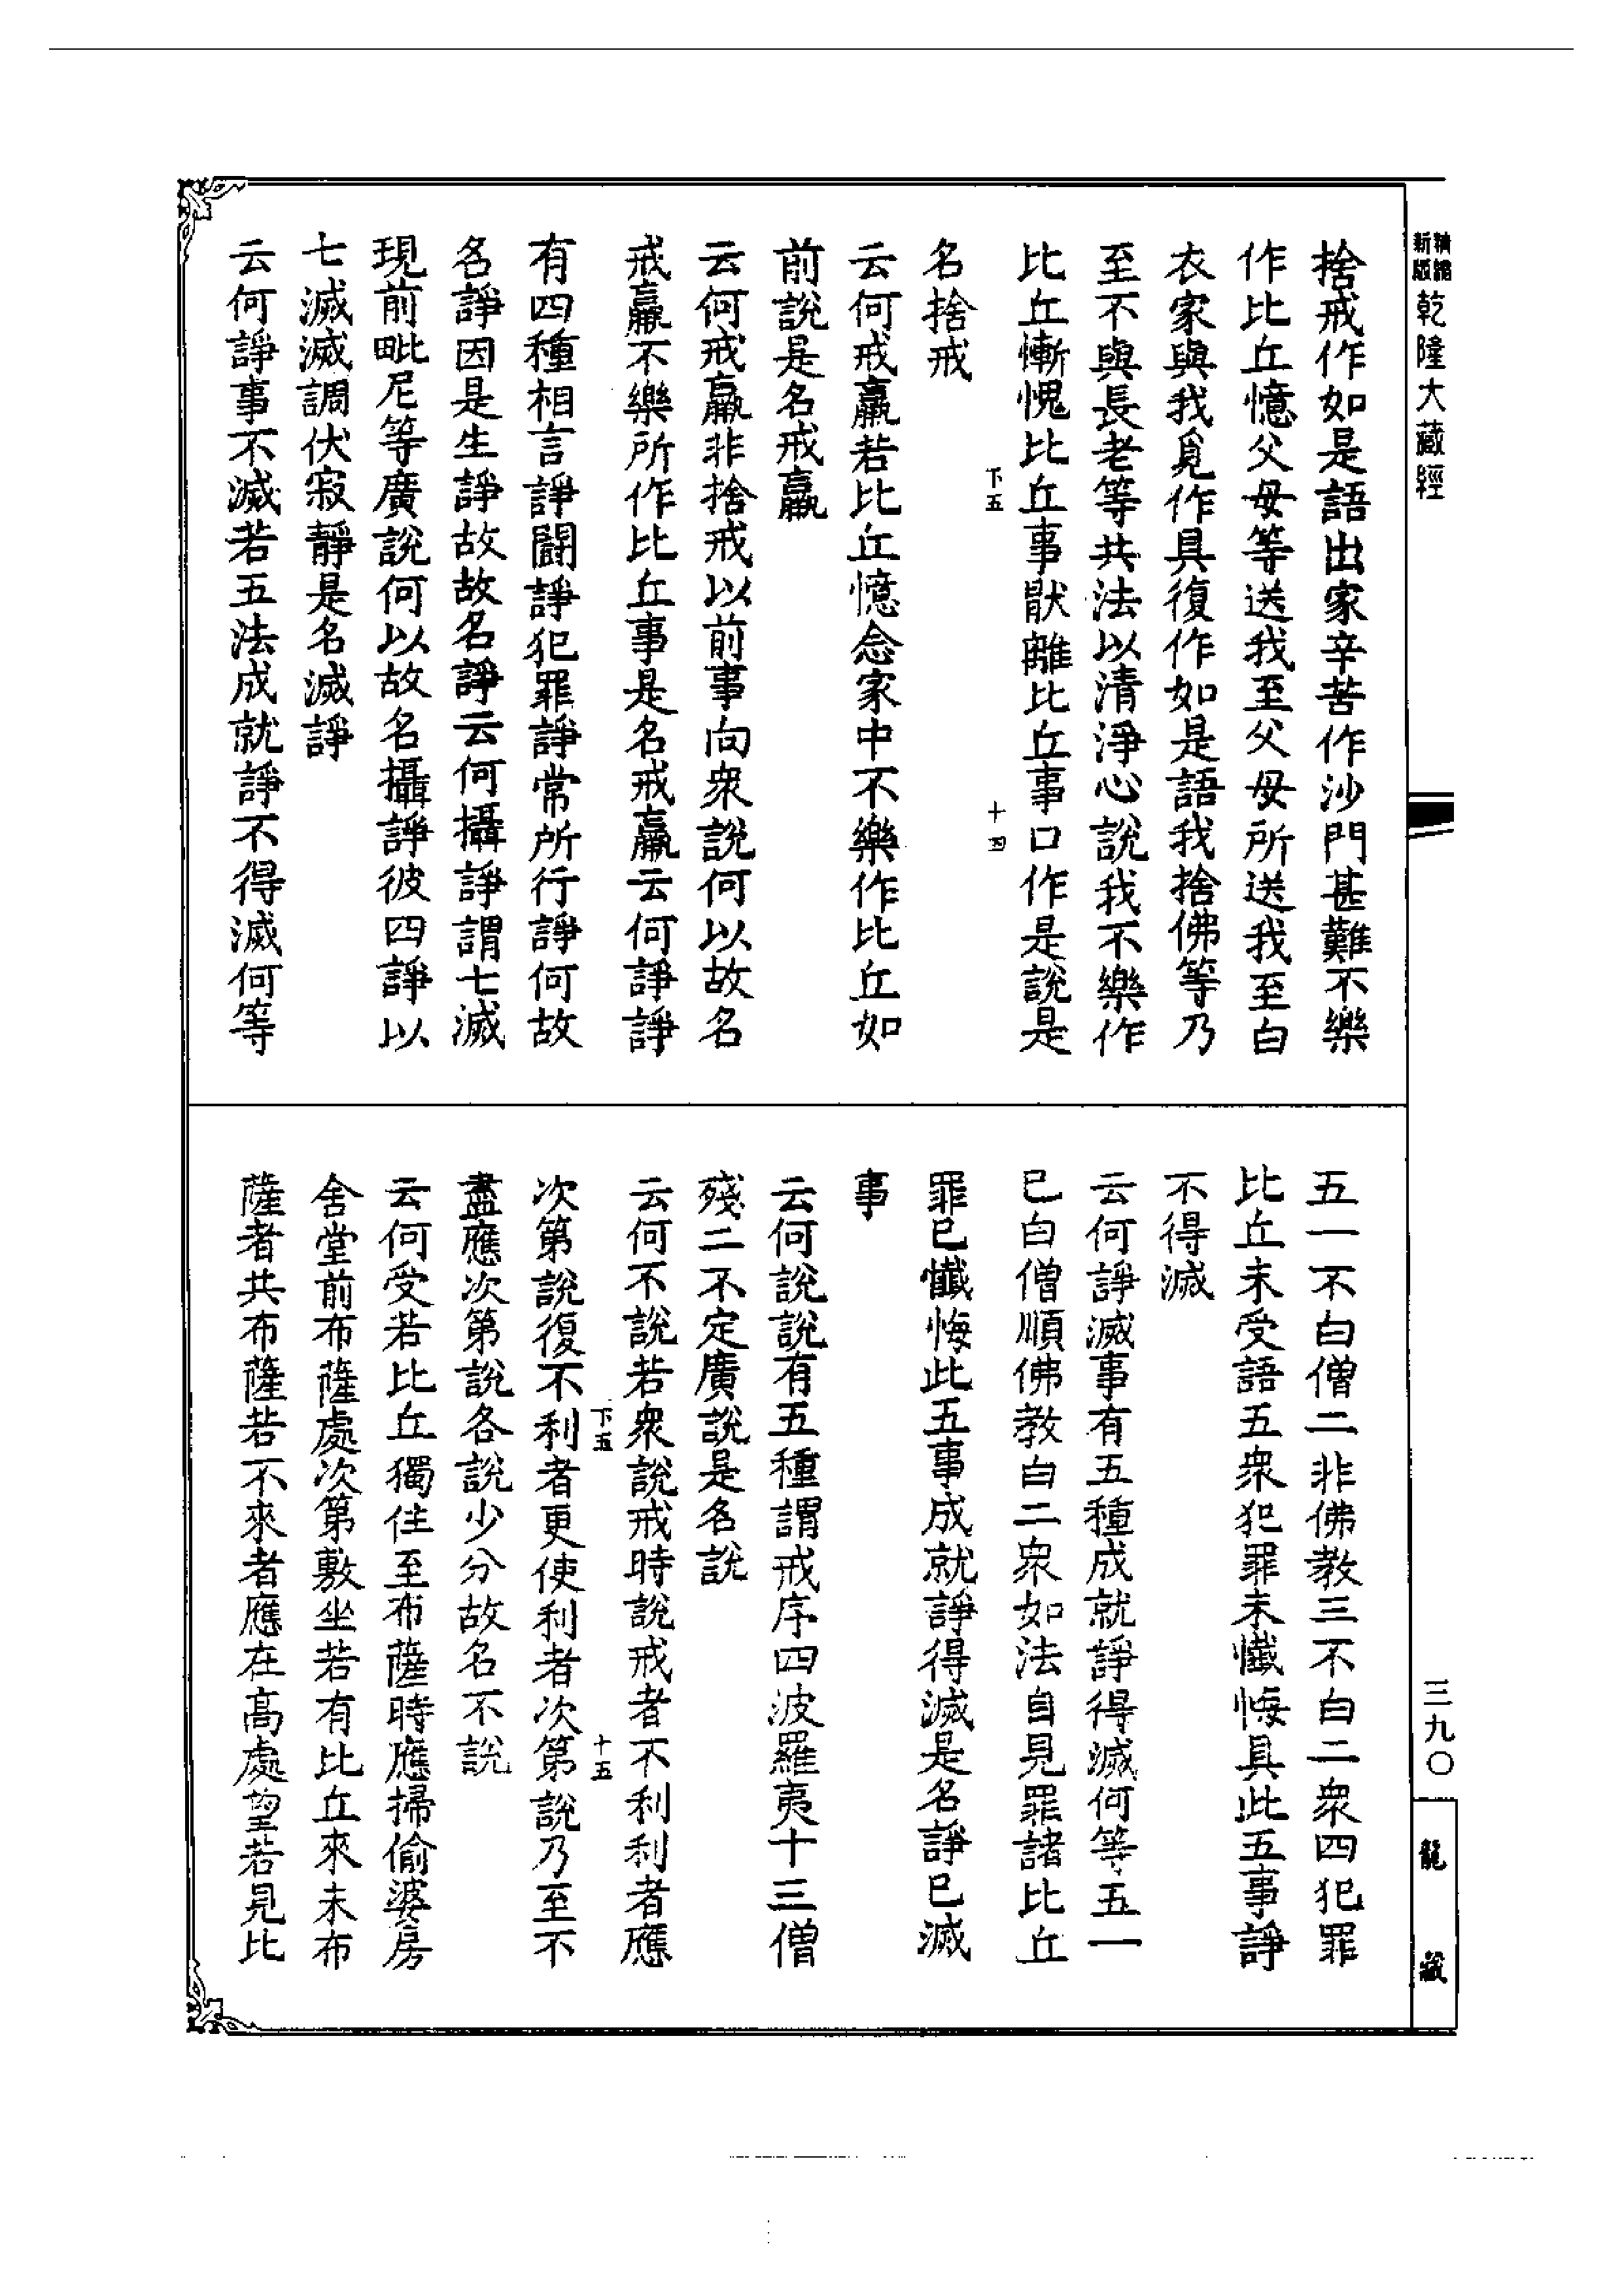 精縮
新版
乾隆大藏經
捨戒作如是語出家辛苦作沙門甚難不樂
作比丘憶父母等送我至父母所送我至白
衣家與我覓作具復作如是語我捨佛等乃
至不與長老等共法以清淨心說我不樂作
比丘慚愧比丘事猒離比丘事口作是說是
下五
十四
名捨戒
云何戒羸若比丘憶念家中不樂作比丘如
前說是名戒羸
云何戒羸非捨戒以前事向衆說何以故名
戒羸不樂所作比丘事是名戒羸云何諍諍
有四種相言諍鬬諍犯罪諍常所行諍何故
名諍因是生諍故故名諍云何攝諍謂七滅
現前毗尼等廣說何以故名攝諍彼四諍以
七滅滅調伏寂靜是名滅諍
云何諍事不滅若五法成就諍不得滅何等
五一不白僧二非佛教三不白二衆四犯罪
比丘未受語五衆犯罪未懺悔具此五事諍
不得滅
云何諍滅事有五種成就諍得滅何等五一
已白僧順佛教白二衆如法自見罪諸比丘
罪已懺悔此五事成就諍得滅是名諍已滅
事
云何說說有五種謂戒序四波羅夷十三僧
殘二不定廣說是名說
云何不說若衆說戒時說戒者不利利者應
下五
十五
次第說復不利者更使利者次第說乃至不
盡應次第說各說少分故名不說
云何受若比丘獨住至布薩時應掃偷婆房
舍堂前布薩處次第敷坐若有比丘來未布
薩者共布薩若不來者應在高處望若見比
三九〇
龍藏